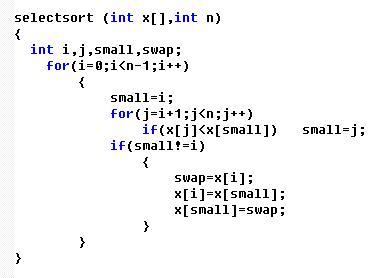 selectsort (int x[],int n)
{
  int i,j,small,swap;
    for(i=0;i<n-1;i++)
        {
            small=i;
            for(j=i+1;j<n;j++)
                if(x[j]<x[small])   small=j;
            if(small!=i)
                {
                    swap=x[i];
                    x[i]=x[small];
                    x[small]=swap;
                }
        }
}